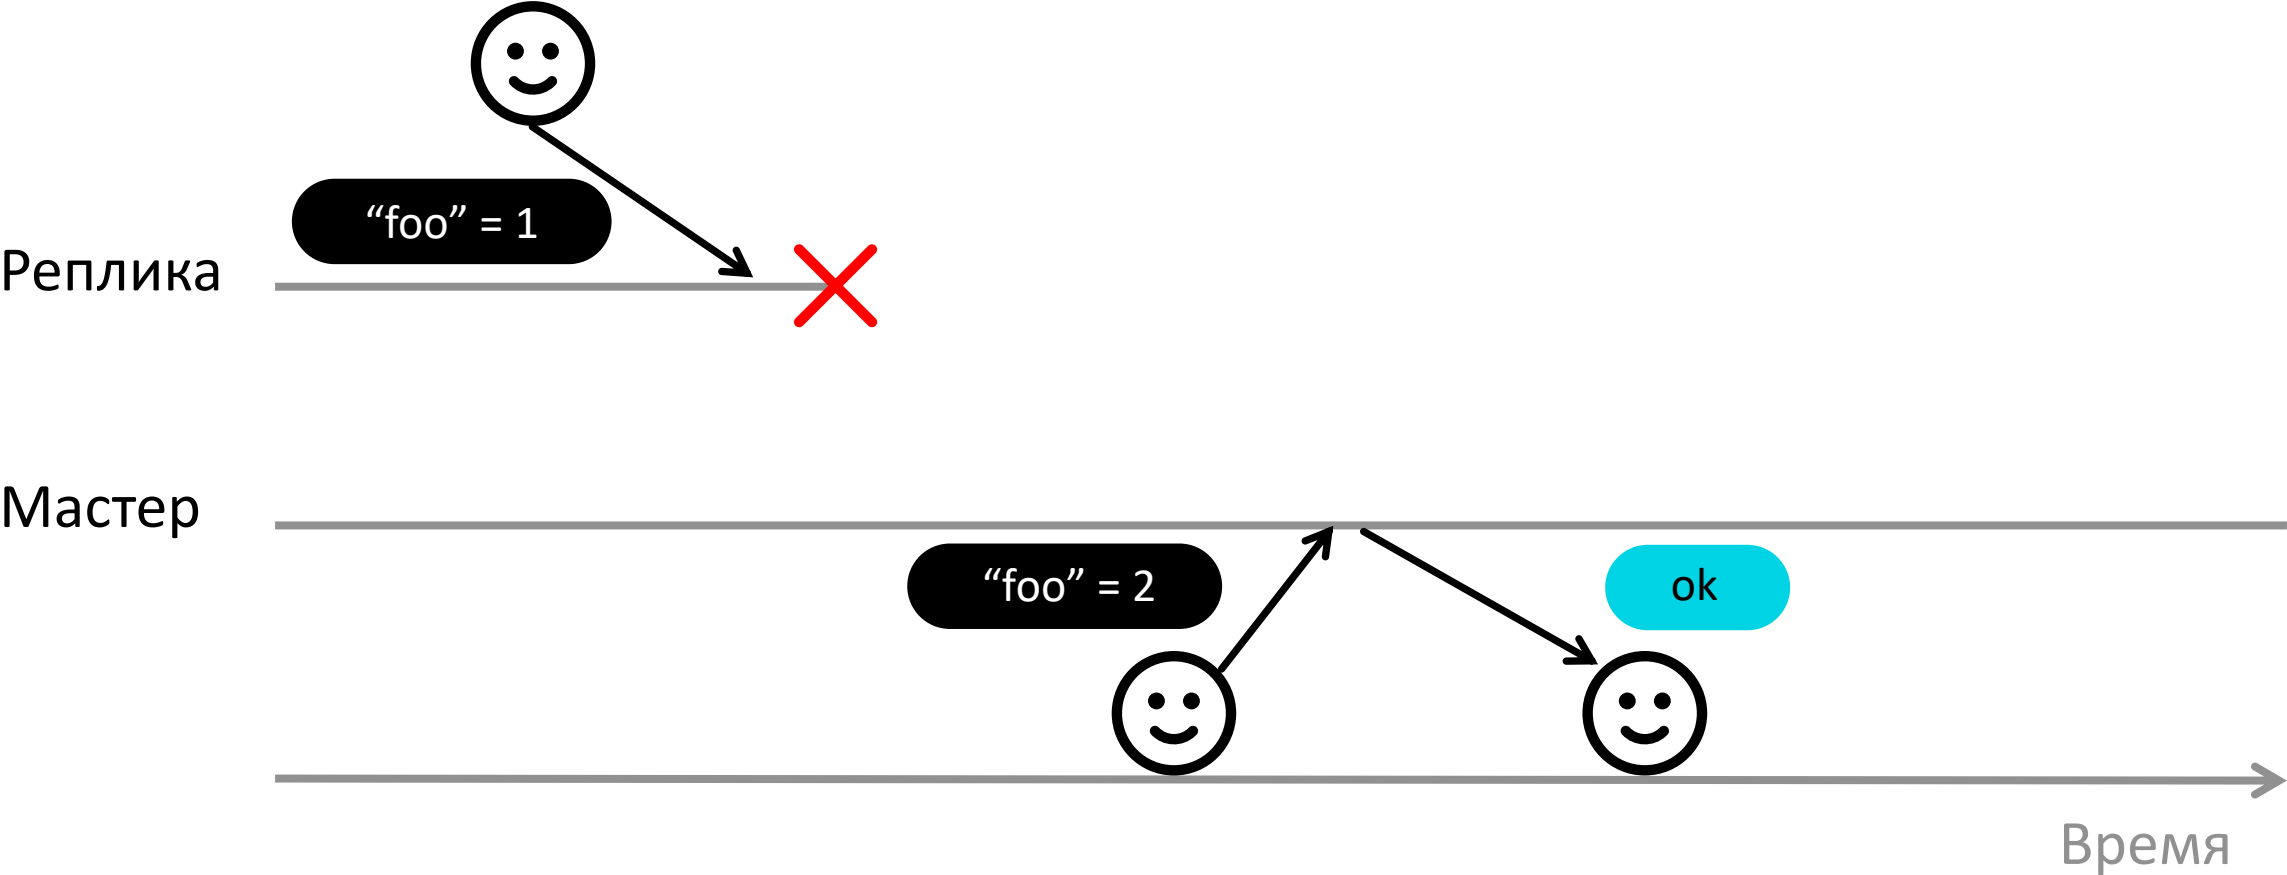 “foo” = 1
Реплика
Мастер
“foo” = 2
ok
Время